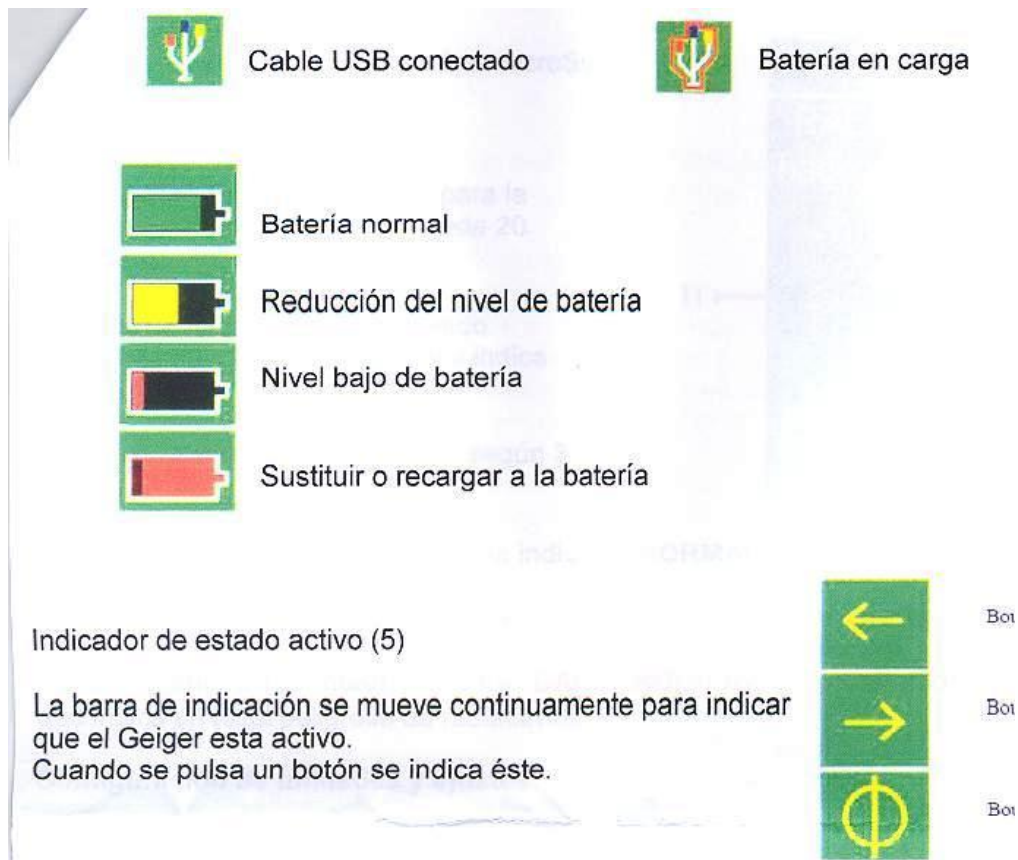 Cable USB conectado
Batería en carga
Batería normal
Reducción del nivel de batería
Nivel bajo de batería
Sustituir o recargar a la batería
Indicador de estado activo (5)
La barra de indicación se mueve continuamente para indicar
que el Geiger esta activo.
Cuando se pulsa un botón se indica éste.